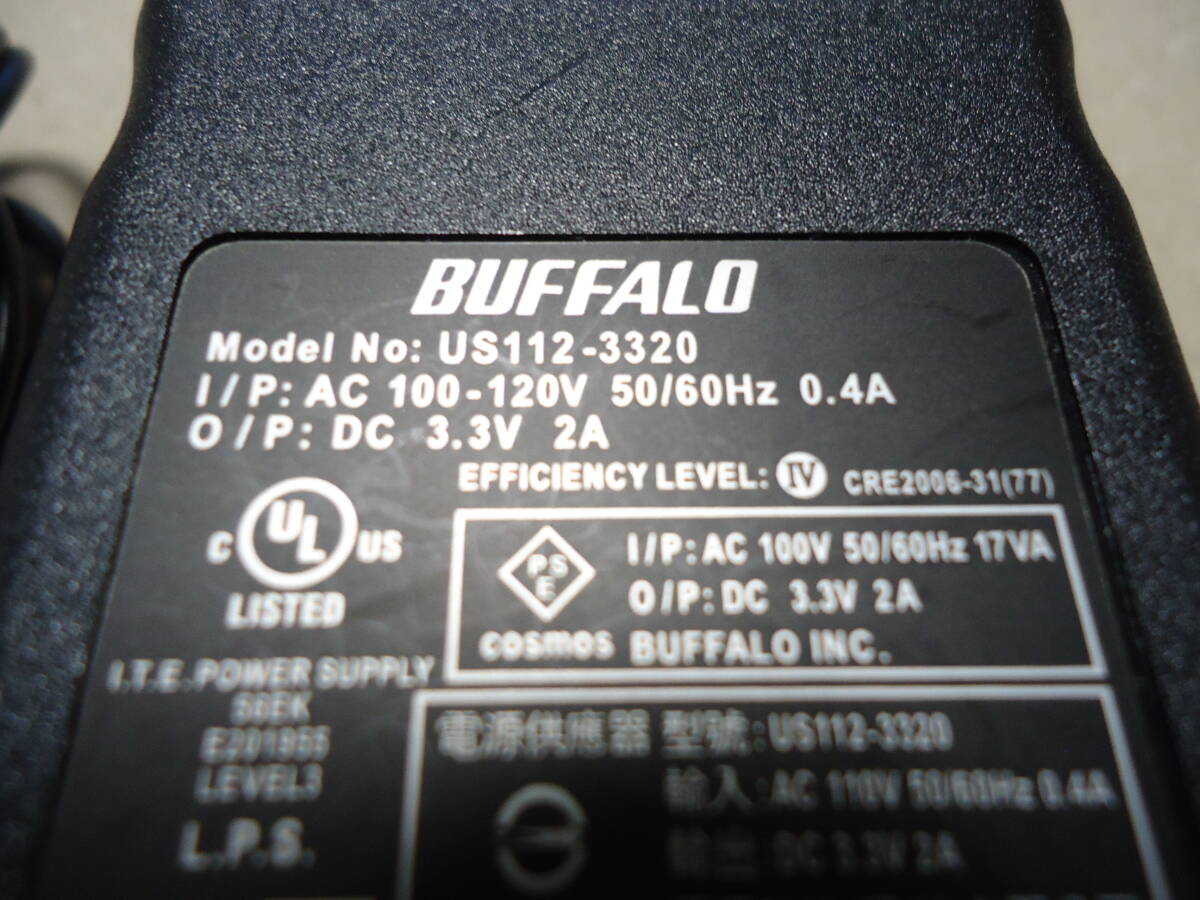 BUFFALO
Model No: US112-3320
I/P: AC 100-120V 50/60Hz 0.4A
O/P: DC 3.3V 2A
EFFICIENCY LEVEL: IV CRE2006-31(77)
C UL US
LISTED
PSE
I/P: AC 100V 50/60Hz 17VA
O/P: DC 3.3V 2A
cosmos BUFFALO INC.
I.T.E. POWER SUPPLY
E201955
LEVEL3
L.P.S.
電源供應器 型號: US112-3320
輸入: AC 110V 50/60Hz 0.4A
輸出: DC 3.3V 2A